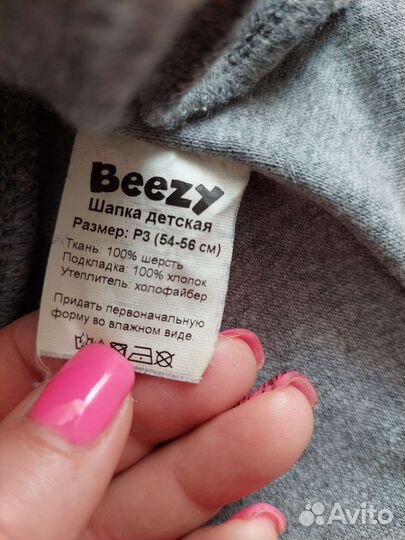 Beezy
Шапка детская
Размер: Р3 (54-56 см)
Ткань: 100% шерсть
Подкладка: 100% хлопок
Утеплитель: холофайбер
Придать первоначальную
форму во влажном виде.
Avito